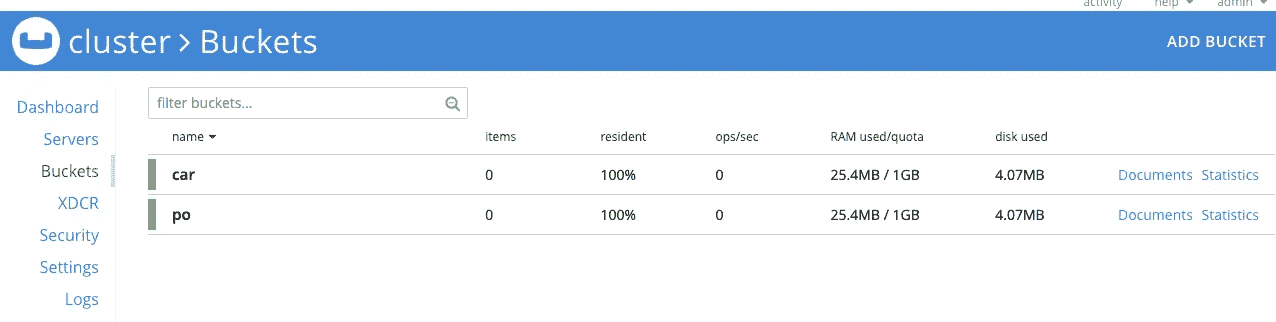 activity help admin
cluster > Buckets ADD BUCKET
Dashboard
Servers
Buckets
XDCR
Security
Settings
Logs
filter buckets...
name items resident ops/sec RAM used/quota disk used
car 0 100% 0 25.4MB / 1GB 4.07MB Documents Statistics
po 0 100% 0 25.4MB / 1GB 4.07MB Documents Statistics